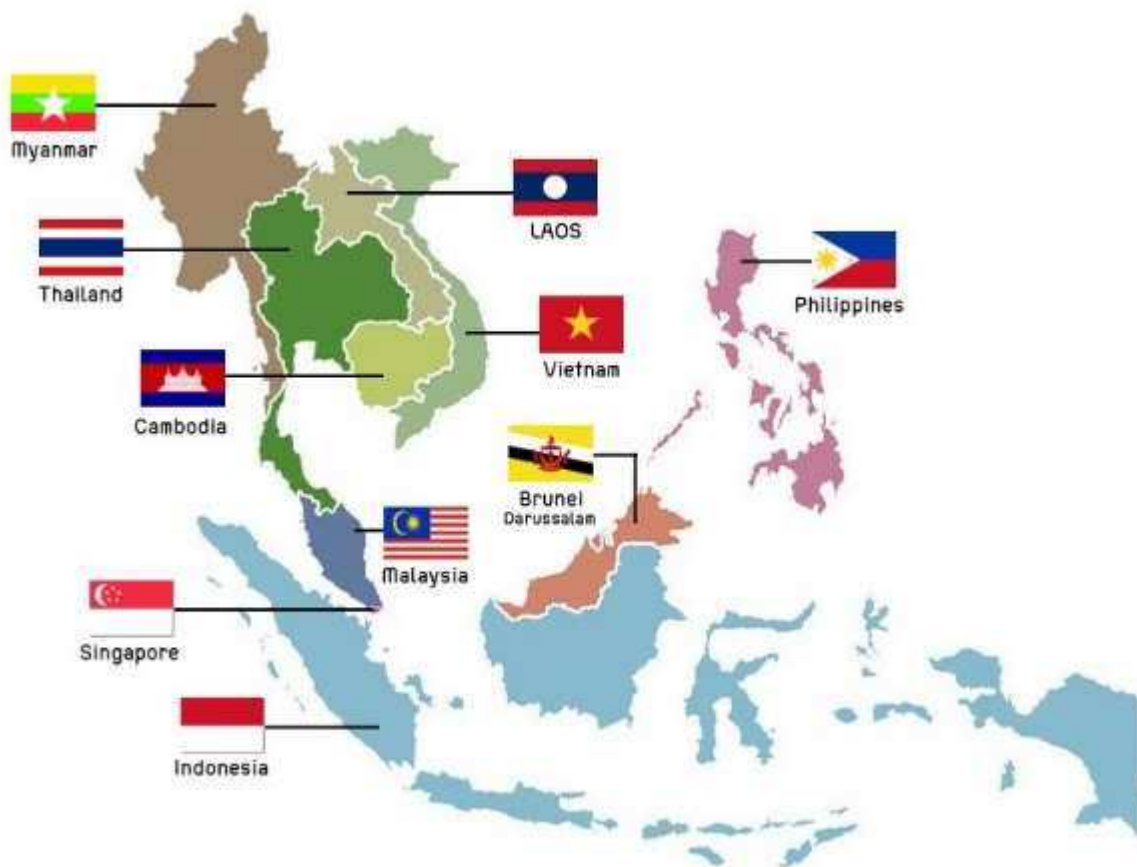 Myanmar
LAOS
Thailand
Philippines
Vietnam
Cambodia
Brunei
Darussalam
Malaysia
Singapore
Indonesia